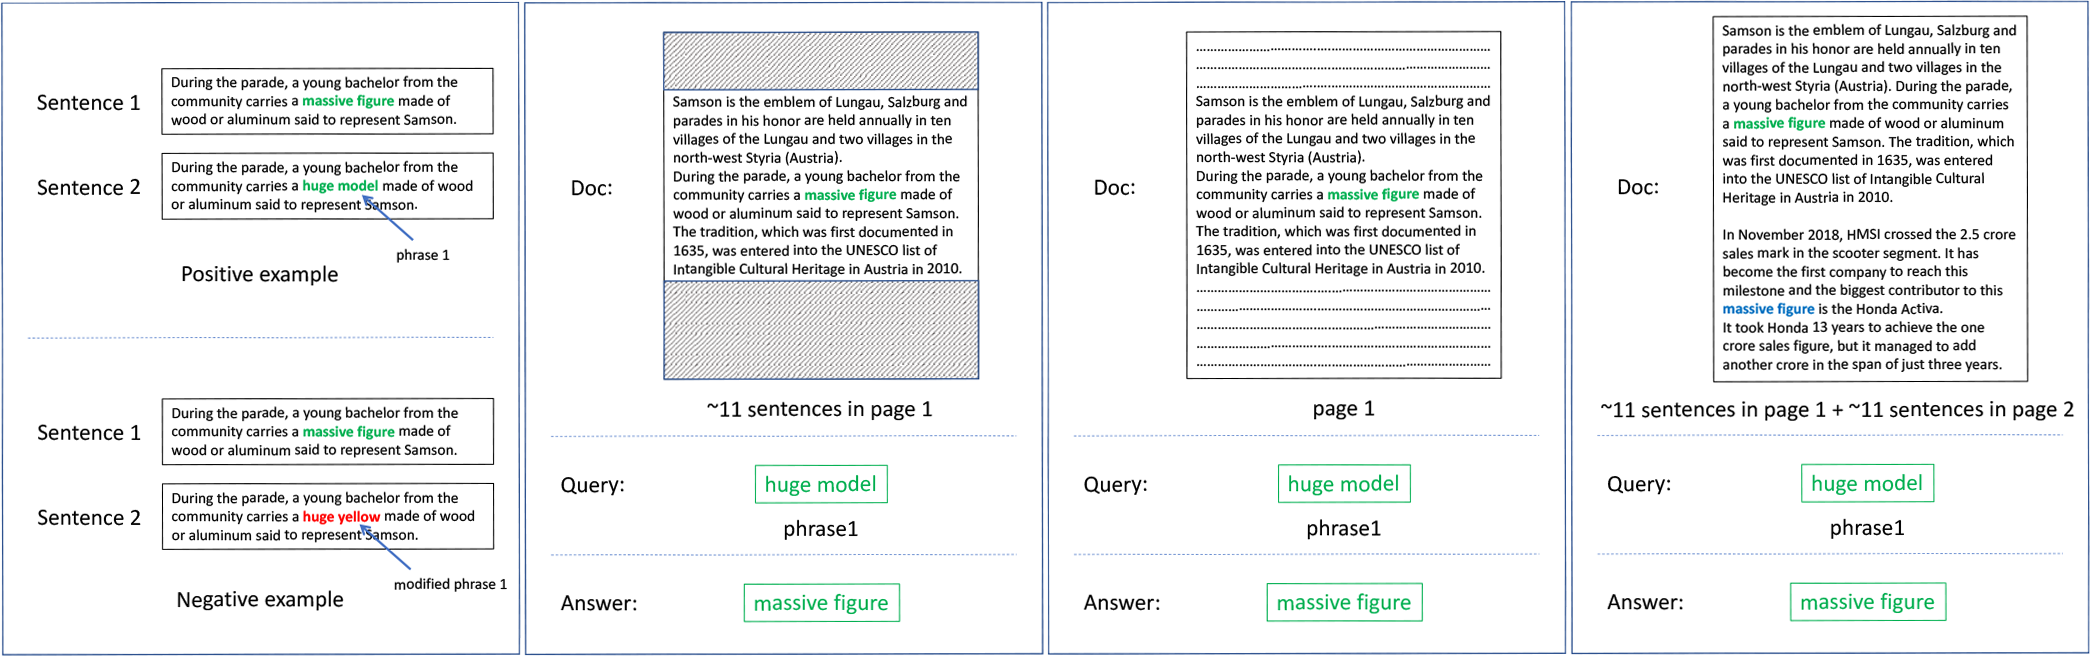 Sentence 1
During the parade, a young bachelor from the
community carries a massive figure made of
wood or aluminum said to represent Samson.
Sentence 2
During the parade, a young bachelor from the
community carries a huge model made of wood
or aluminum said to represent Samson.
phrase 1
Positive example
Sentence 1
During the parade, a young bachelor from the
community carries a massive figure made of
wood or aluminum said to represent Samson.
Sentence 2
During the parade, a young bachelor from the
community carries a huge yellow made of wood
or aluminum said to represent Samson.
modified phrase 1
Negative example
Doc:
Samson is the emblem of Lungau, Salzburg and
parades in his honor are held annually in ten
villages of the Lungau and two villages in the
north-west Styria (Austria).
During the parade, a young bachelor from the
community carries a massive figure made of
wood or aluminum said to represent Samson.
The tradition, which was first documented in
1635, was entered into the UNESCO list of
Intangible Cultural Heritage in Austria in 2010.
~11 sentences in page 1
Query:
huge model
phrase1
Answer:
massive figure
Doc:
Samson is the emblem of Lungau, Salzburg and
parades in his honor are held annually in ten
villages of the Lungau and two villages in the
north-west Styria (Austria).
During the parade, a young bachelor from the
community carries a massive figure made of
wood or aluminum said to represent Samson.
The tradition, which was first documented in
1635, was entered into the UNESCO list of
Intangible Cultural Heritage in Austria in 2010.
page 1
Query:
huge model
phrase1
Answer:
massive figure
Doc:
Samson is the emblem of Lungau, Salzburg and
parades in his honor are held annually in ten
villages of the Lungau and two villages in the
north-west Styria (Austria). During the parade,
a young bachelor from the community carries
a massive figure made of wood or aluminum
said to represent Samson. The tradition, which
was first documented in 1635, was entered
into the UNESCO list of Intangible Cultural
Heritage in Austria in 2010.
In November 2018, HMSI crossed the 2.5 crore
sales mark in the scooter segment. It has
become the first company to reach this
milestone and the biggest contributor to this
massive figure is the Honda Activa.
It took Honda 13 years to achieve the one
crore sales figure, but it managed to add
another crore in the span of just three years.
~11 sentences in page 1 + ~11 sentences in page 2
Query:
huge model
phrase1
Answer:
massive figure